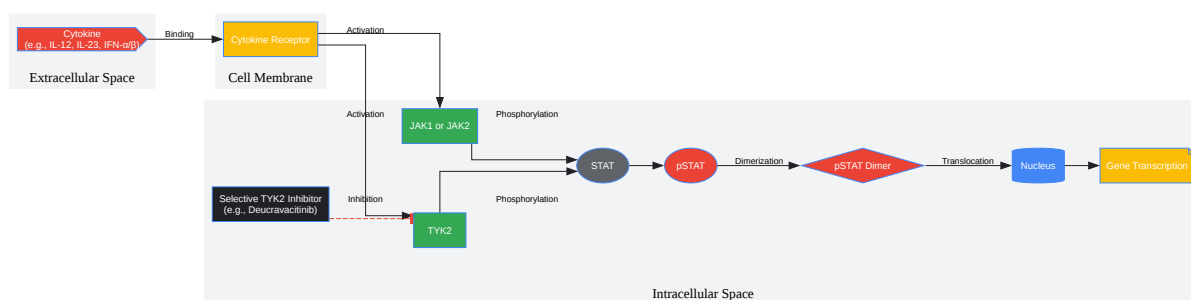 Cytokine
(e.g., IL-12, IL-23, IFN-α/β)
Binding
Cytokine Receptor
Activation
Extracellular Space
Cell Membrane
Activation
JAK1 or JAK2
Phosphorylation
STAT
pSTAT
Dimerization
pSTAT Dimer
Translocation
Nucleus
Gene Transcription
Selective TYK2 Inhibitor
(e.g., Deucravacitinib)
Inhibition
Phosphorylation
TYK2
Intracellular Space